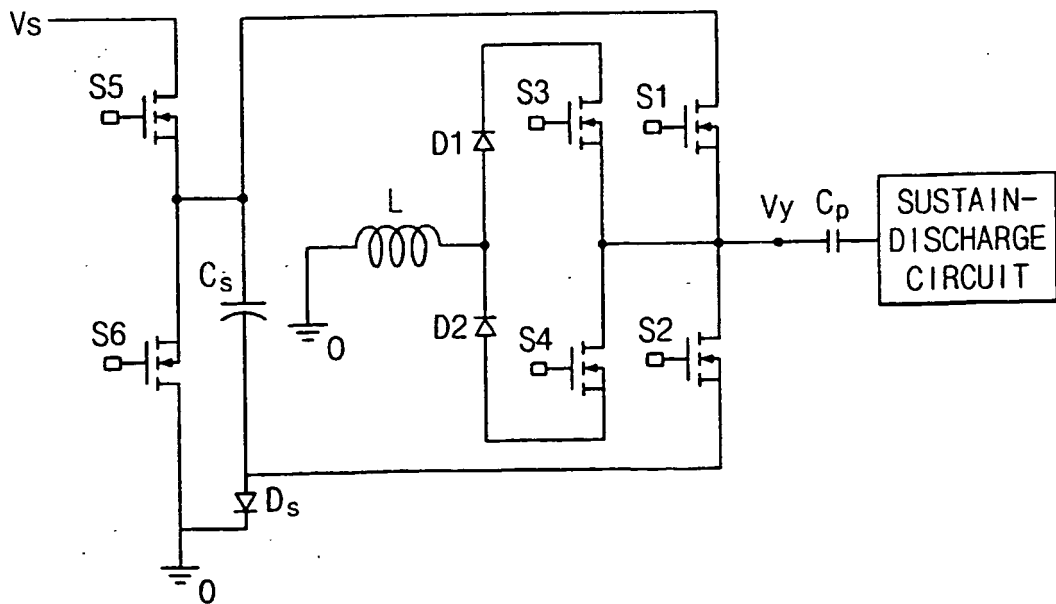 Vs
S5
S3
S1
D1
L
Vy
Cp
SUSTAIN-
DISCHARGE
CIRCUIT
Cs
0
D2
S6
S4
S2
Ds
0